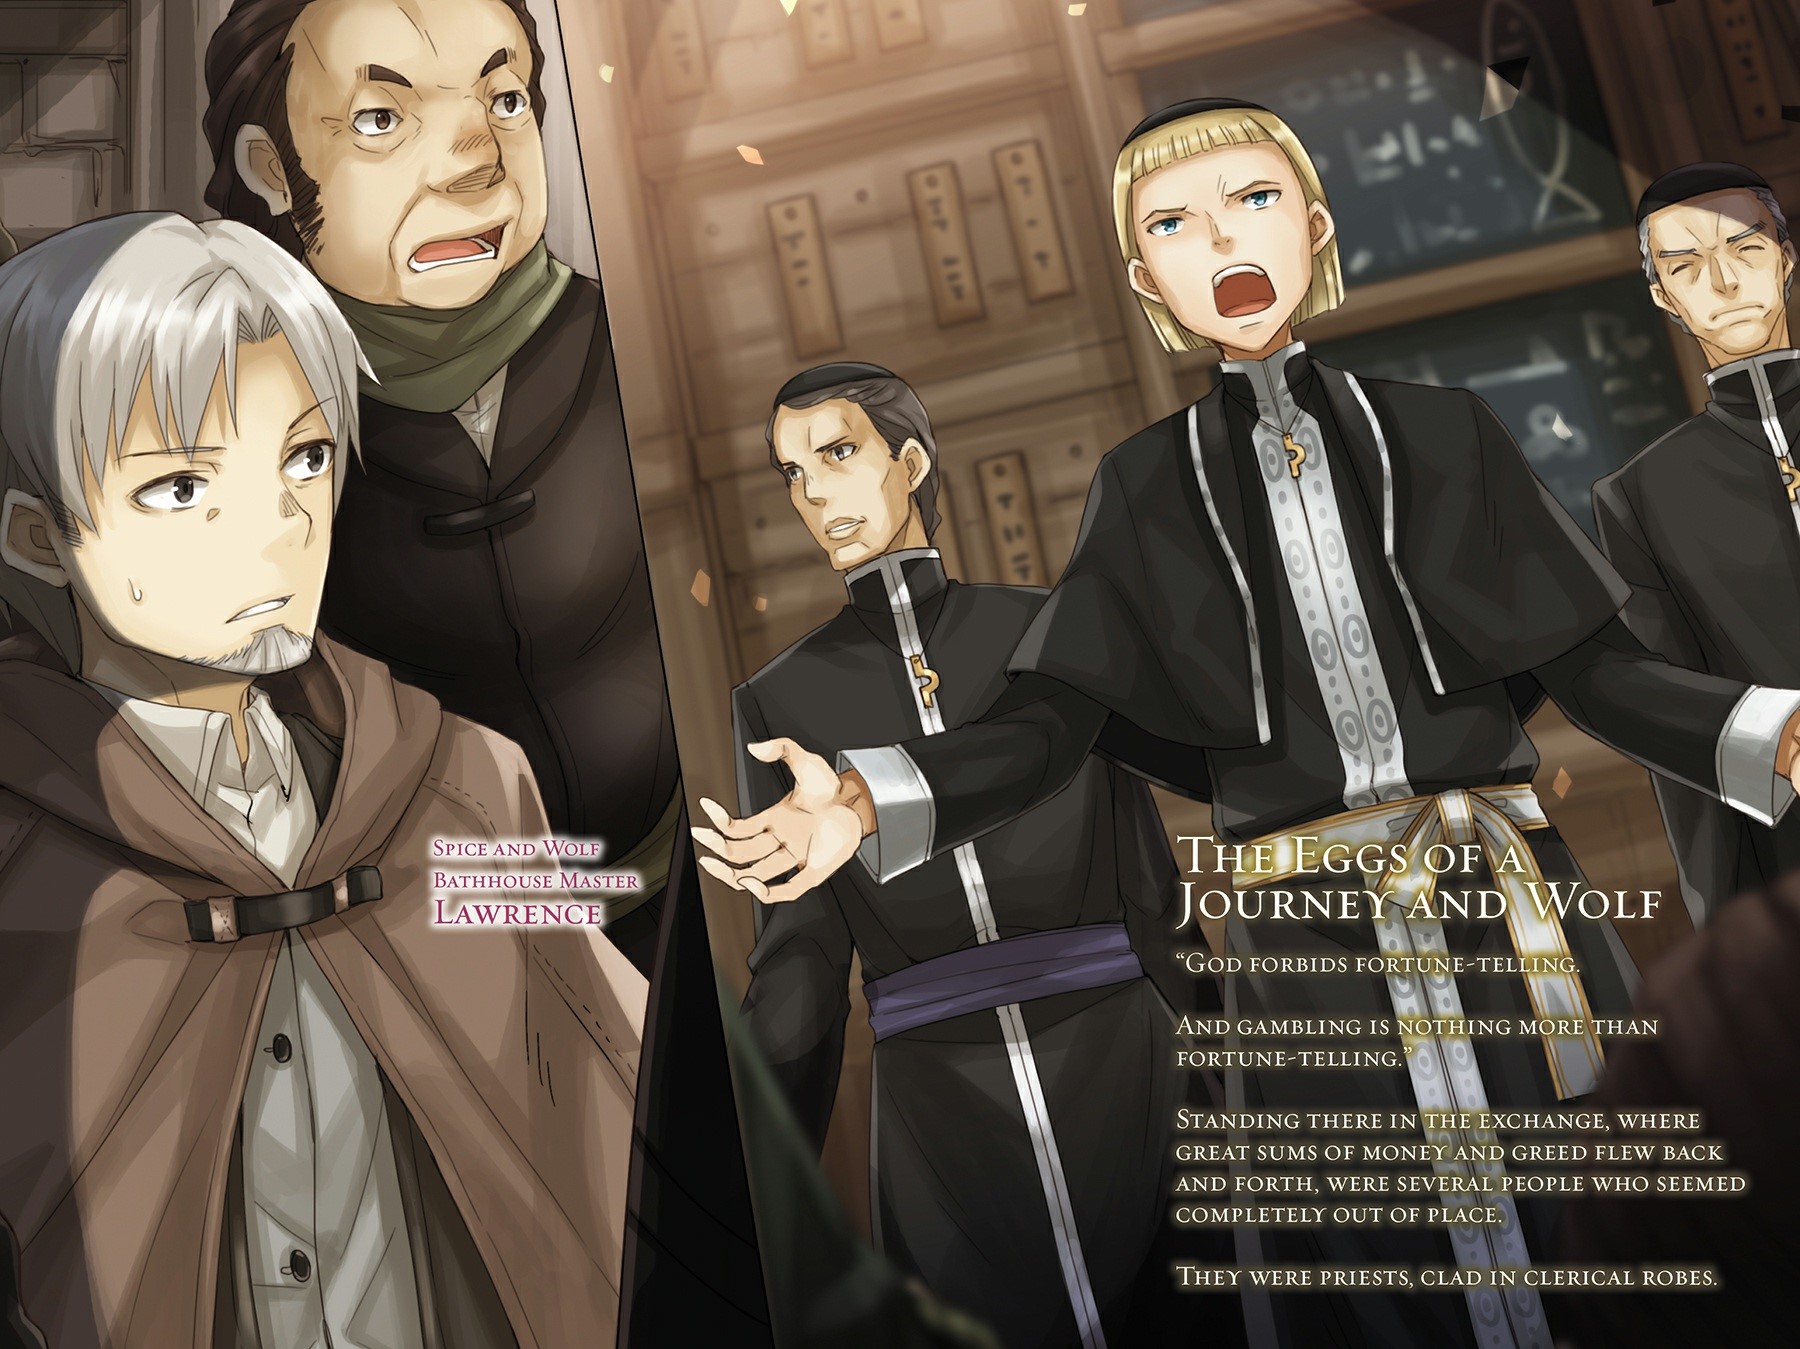 Spice and Wolf
Bathhouse Master
Lawrence
The Eggs of a
Journey and Wolf
“God forbids fortune-telling.
And gambling is nothing more than
fortune-telling.”
Standing there in the exchange, where
great sums of money and greed flew back
and forth, were several people who seemed
completely out of place.
They were priests, clad in clerical robes.